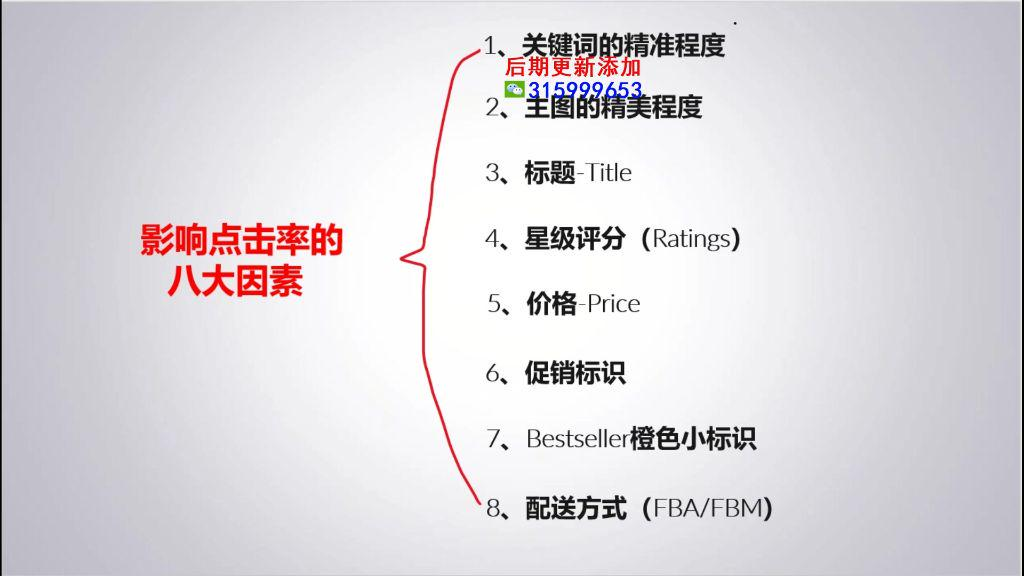 影响点击率的
八大因素
1、关键词的精准程度
后期更新添加
315999653
2、主图的精美程度
3、标题-Title
4、星级评分（Ratings）
5、价格-Price
6、促销标识
7、Bestseller橙色小标识
8、配送方式（FBA/FBM）